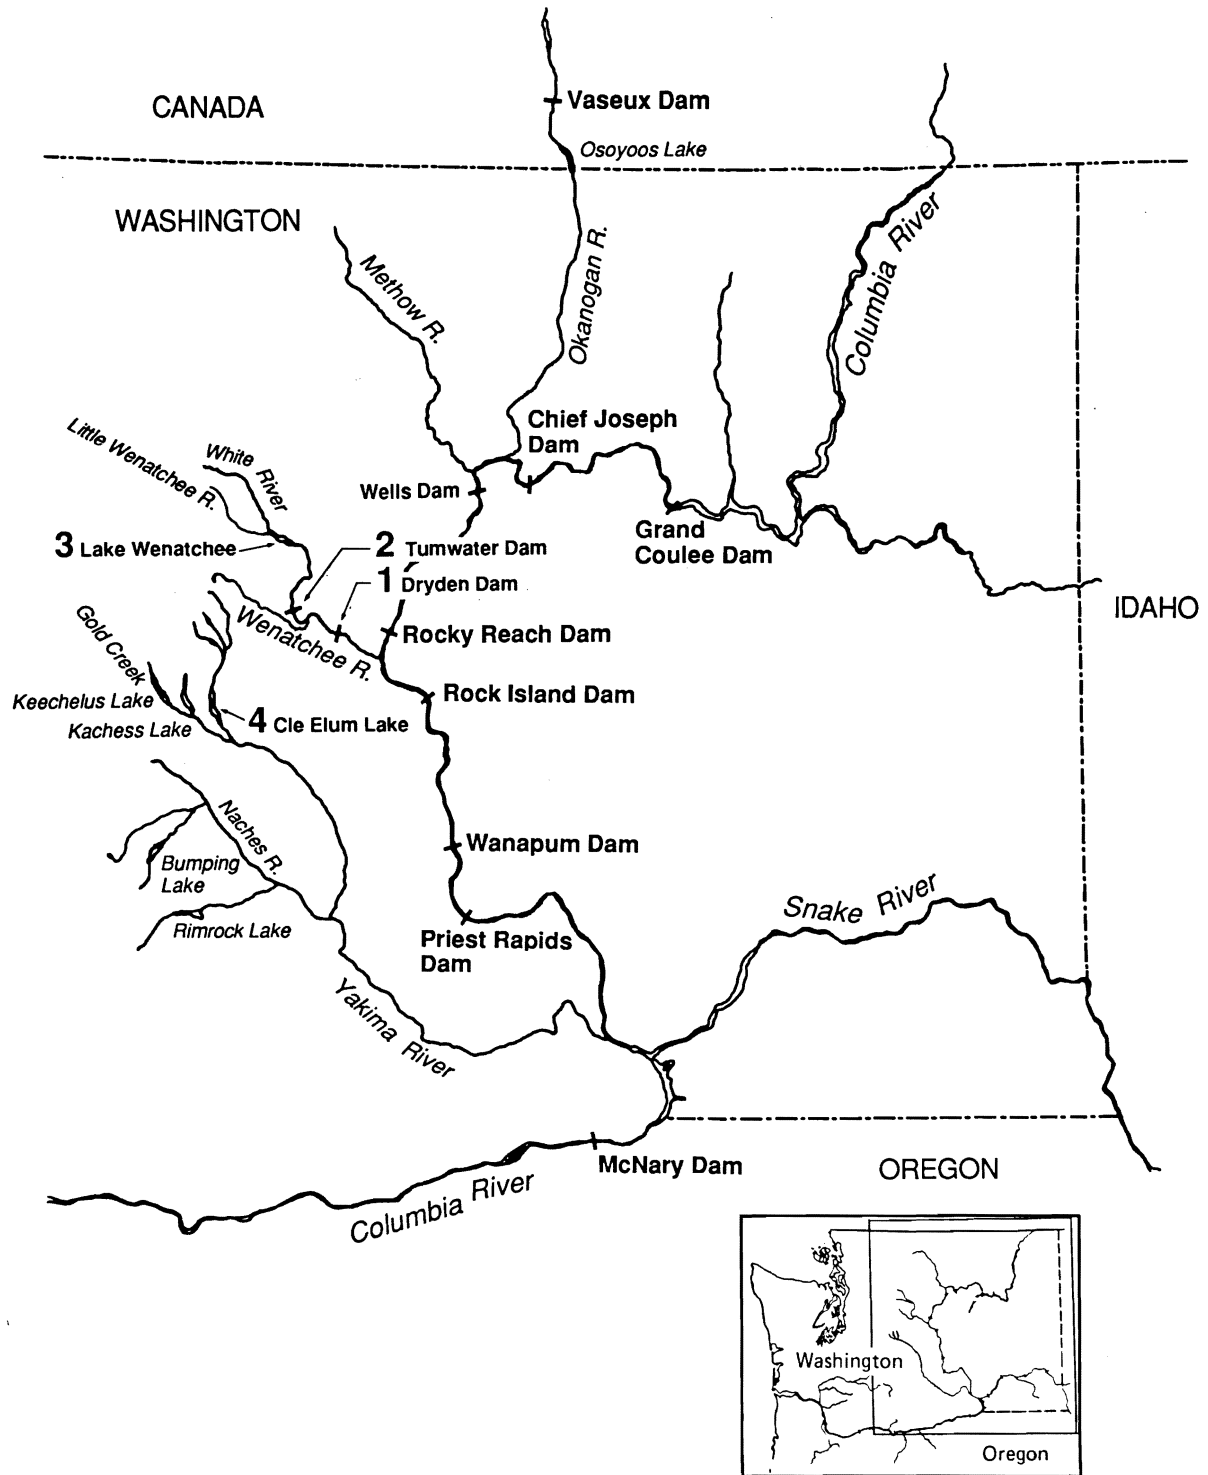 CANADA
Vaseux Dam
Osoyoos Lake
WASHINGTON
Methow R.
Okanogan R.
Columbia River
Chief Joseph
Dam
Little Wenatchee R.
White River
Wells Dam
Grand
Coulee Dam
3 Lake Wenatchee
2 Tumwater Dam
1 Dryden Dam
IDAHO
Gold Creek
Wenatchee R.
Rocky Reach Dam
Keechelus Lake
Rock Island Dam
Kachess Lake
4 Cle Elum Lake
Naches R.
Wanapum Dam
Bumping
Lake
Rimrock Lake
Snake River
Priest Rapids
Dam
Yakima River
McNary Dam
OREGON
Columbia River
Washington
Oregon